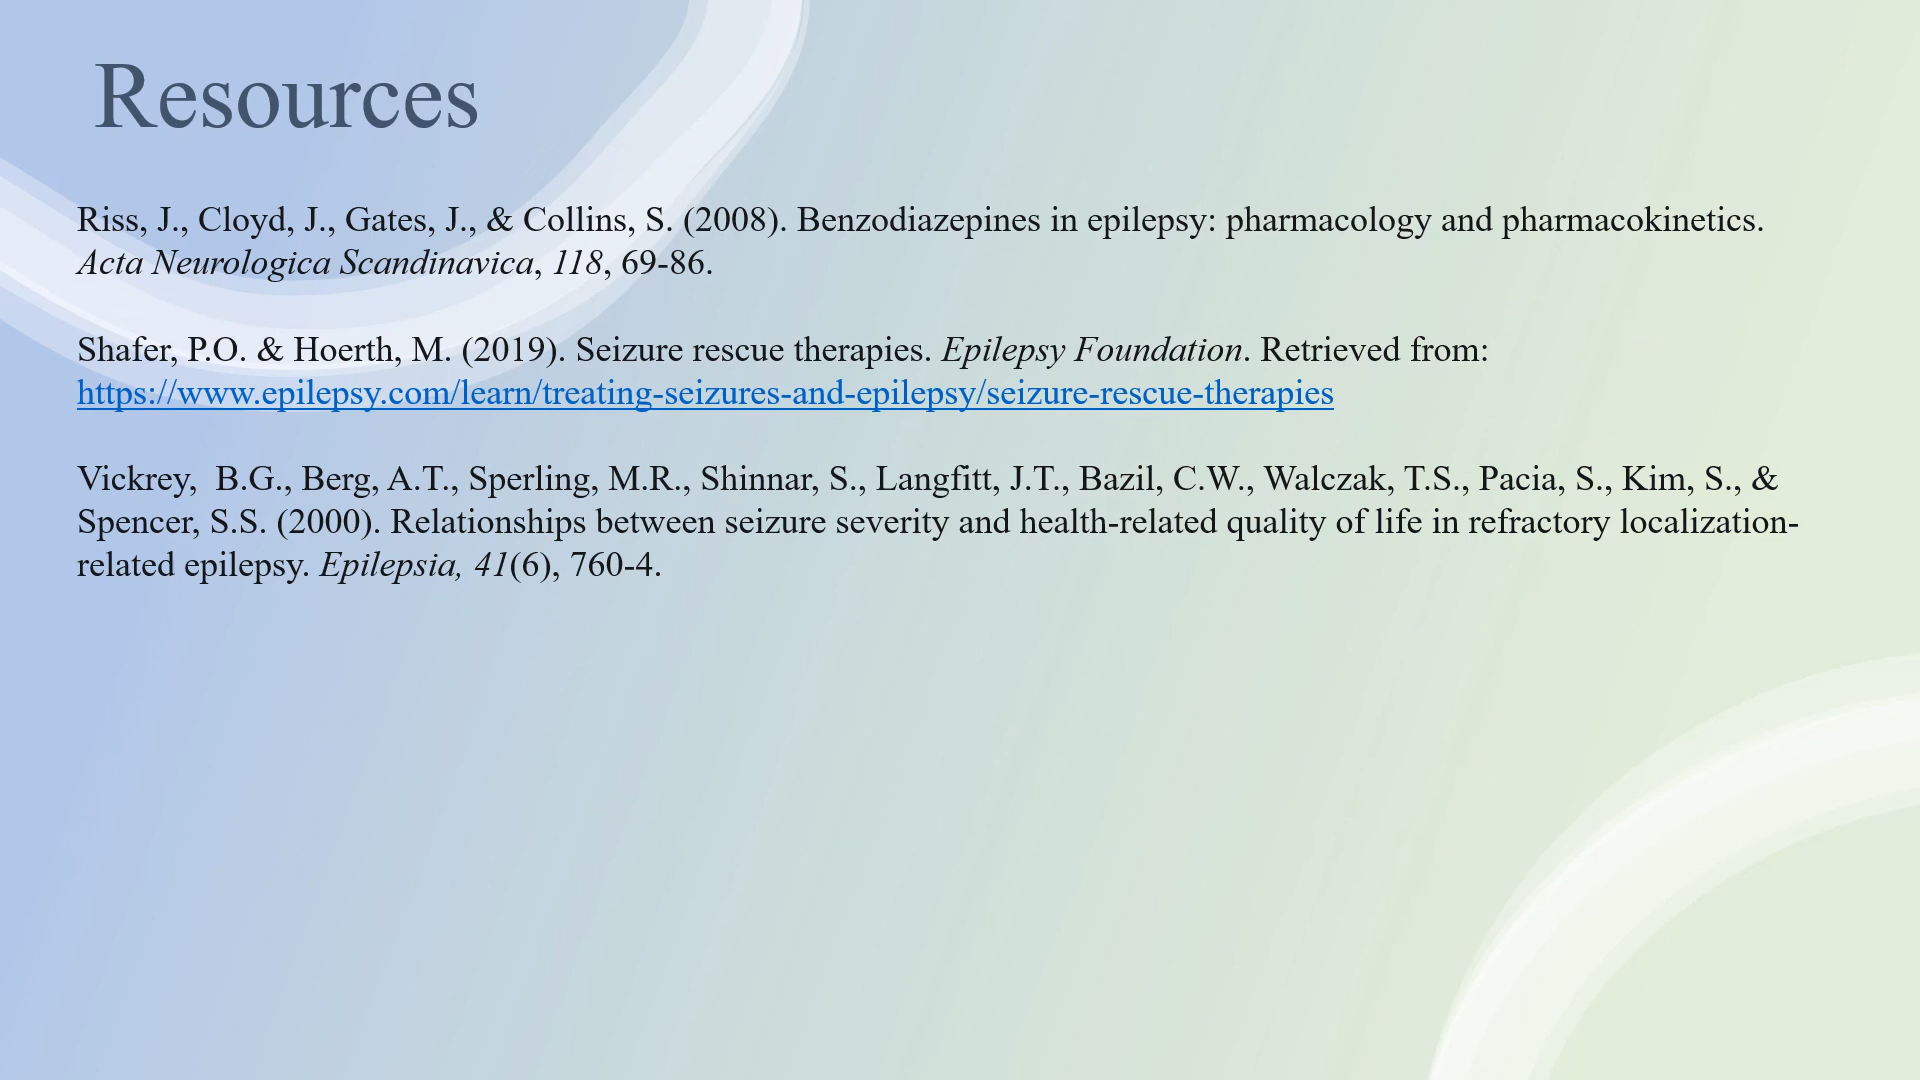 Resources
Riss, J., Cloyd, J., Gates, J., & Collins, S. (2008). Benzodiazepines in epilepsy: pharmacology and pharmacokinetics.
Acta Neurologica Scandinavica, 118, 69-86.
Shafer, P.O. & Hoerth, M. (2019). Seizure rescue therapies. Epilepsy Foundation. Retrieved from:
https://www.epilepsy.com/learn/treating-seizures-and-epilepsy/seizure-rescue-therapies
Vickrey,  B.G., Berg, A.T., Sperling, M.R., Shinnar, S., Langfitt, J.T., Bazil, C.W., Walczak, T.S., Pacia, S., Kim, S., &
Spencer, S.S. (2000). Relationships between seizure severity and health-related quality of life in refractory localization-
related epilepsy. Epilepsia, 41(6), 760-4.